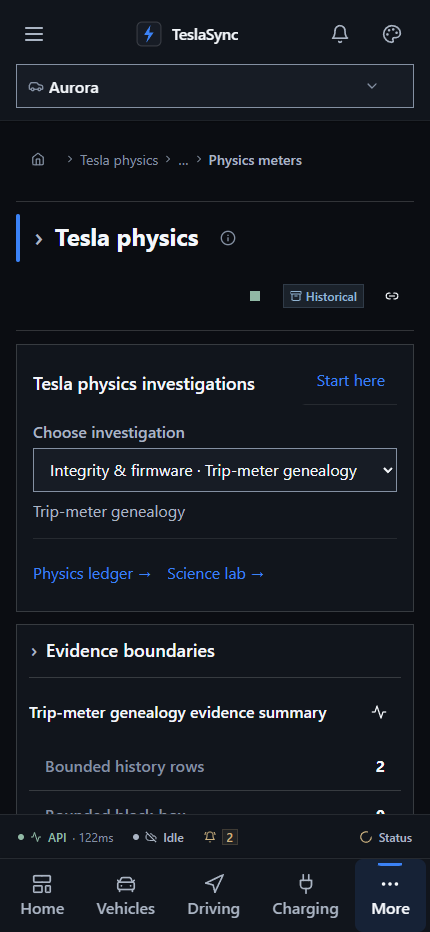 TeslaSync
Aurora
Tesla physics ... Physics meters
Tesla physics
Historical
Tesla physics investigations
Start here
Choose investigation
Integrity & firmware · Trip-meter genealogy
Trip-meter genealogy
Physics ledger → Science lab →
Evidence boundaries
Trip-meter genealogy evidence summary
Bounded history rows 2
API · 122ms Idle 2 Status
Home Vehicles Driving Charging More